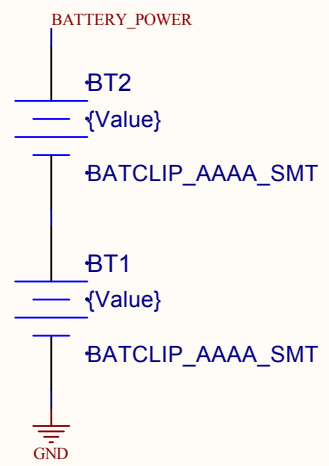 BATTERY_POWER
BT2
{Value}
BATCLIP_AAAA_SMT
BT1
{Value}
BATCLIP_AAAA_SMT
GND